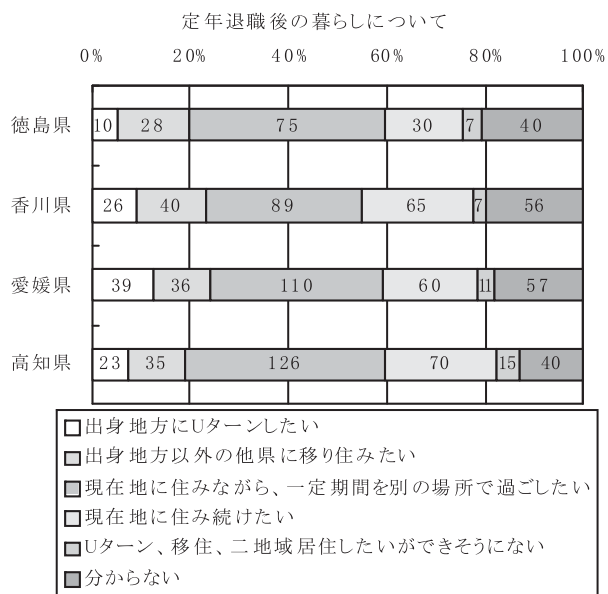 定年退職後の暮らしについて
0% 20% 40% 60% 80% 100%
徳島県 10 28 75 30 7 40
香川県 26 40 89 65 7 56
愛媛県 39 36 110 60 11 57
高知県 23 35 126 70 15 40
出身地方にUターンしたい
出身地方以外の他県に移り住みたい
現在地に住みながら、一定期間を別の場所で過ごしたい
現在地に住み続けたい
Uターン、移住、二地域居住したいができそうにない
分からない